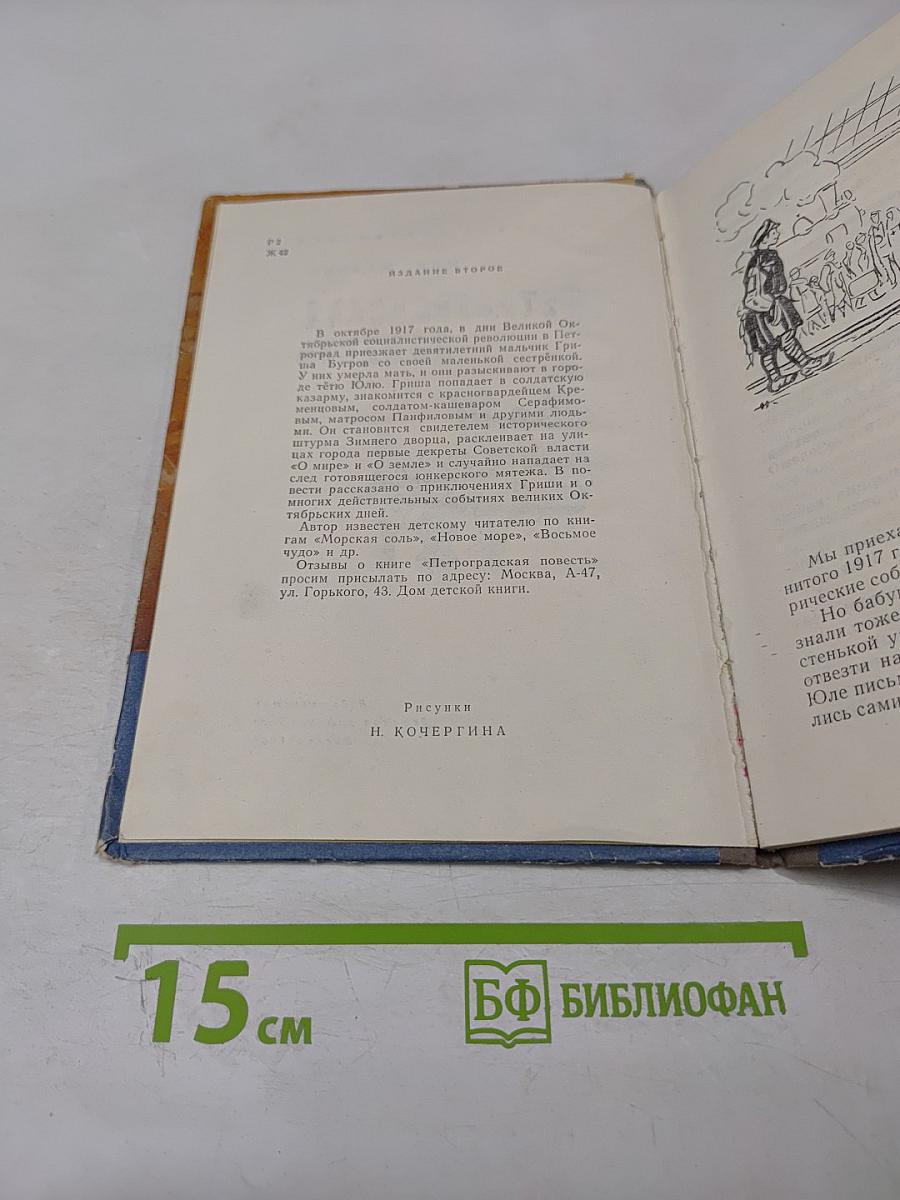 Р 2
Ж 42
ИЗДАНИЕ ВТОРОЕ
В октябре 1917 года, в дни Великой Ок-
тябрьской социалистической революции в Пет-
роград приезжает девятилетний мальчик Гри-
ша Бугров со своей маленькой сестрёнкой.
У них умерла мать, и они разыскивают в горо-
де тётю Юлю. Гриша попадает в солдатскую
казарму, знакомится с красногвардейцем Кре-
менцовым, солдатом-кашеваром Серафимо-
вым, матросом Панфиловым и другими людь-
ми. Он становится свидетелем исторического
штурма Зимнего дворца, расклеивает на ули-
цах города первые декреты Советской власти
«О мире» и «О земле» и случайно нападает на
след готовящегося юнкерского мятежа. В по-
вести рассказано о приключениях Гриши и о
многих действительных событиях великих Ок-
тябрьских дней.
Автор известен детскому читателю по кни-
гам «Морская соль», «Новое море», «Восьмое
чудо» и др.
Отзывы о книге «Петроградская повесть»
просим присылать по адресу: Москва, А-47,
ул. Горького, 43. Дом детской книги.
Рисунки
Н. КОЧЕРГИНА
Мы приеха
нитого 1917 г
рические соб
Но бабу
знали тоже
стенькой у
отвезти на
Юле пись
лись сами
15 см
БФ БИБЛИОФАН